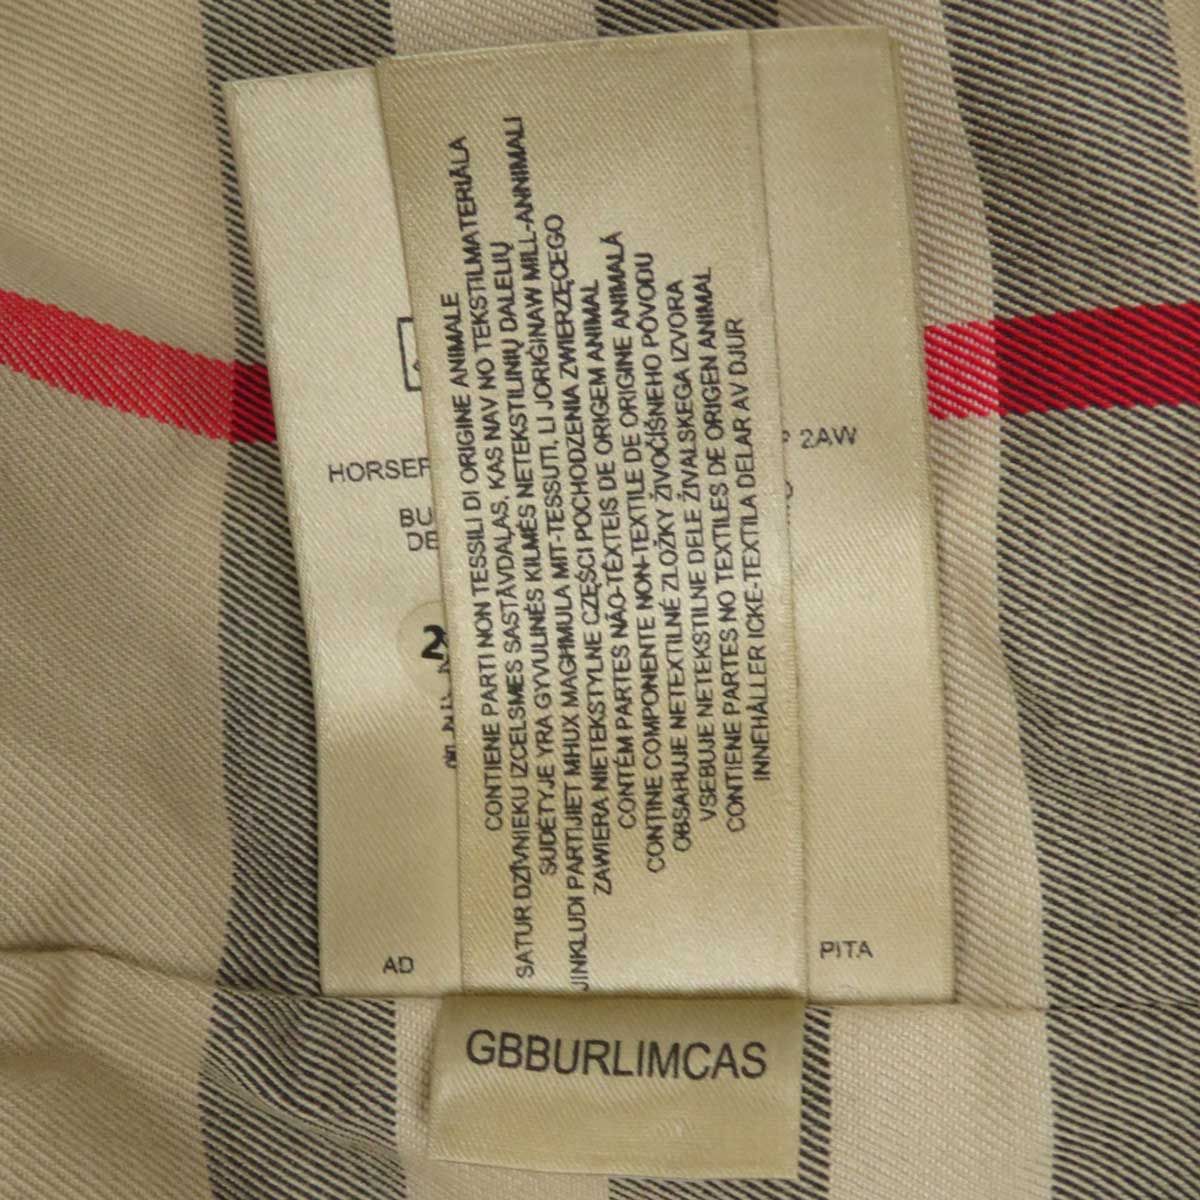 CONTIENE PARTI NON TESSILI DI ORIGINE ANIMALE
SATUR DZĪVNIEKU IZCELSMES SASTĀVDAĻAS, KAS NAV NO TEKSTILMATERIĀLA
SUDĖTYJE YRA GYVULINĖS KILMĖS NETEKSTILINIŲ DALELIŲ
JINKLUDI PARTIJIET MHUX MAGHMULA MIT-TESSUTI, LI JORIĠINAW MILL-ANNIMALI
ZAWIERA NIETEKSTYLNE CZĘŚCI POCHODZENIA ZWIERZĘCEGO
CONTÉM PARTES NÃO-TÊXTEIS DE ORIGEM ANIMAL
CONȚINE COMPONENTE NON-TEXTILE DE ORIGINE ANIMALĂ
OBSAHUJE NETEXTILNÉ ZLOŽKY ŽIVOČÍŠNEHO PÔVODU
VSEBUJE NETEKSTILNE DELE ŽIVALSKEGA IZVORA
CONTIENE PARTES NO TEXTILES DE ORIGEN ANIMAL
INNEHÅLLER ICKE-TEXTILA DELAR AV DJUR
HORSEF
2AW
BU
DE
2
AD
PITA
GBBURLIMCAS